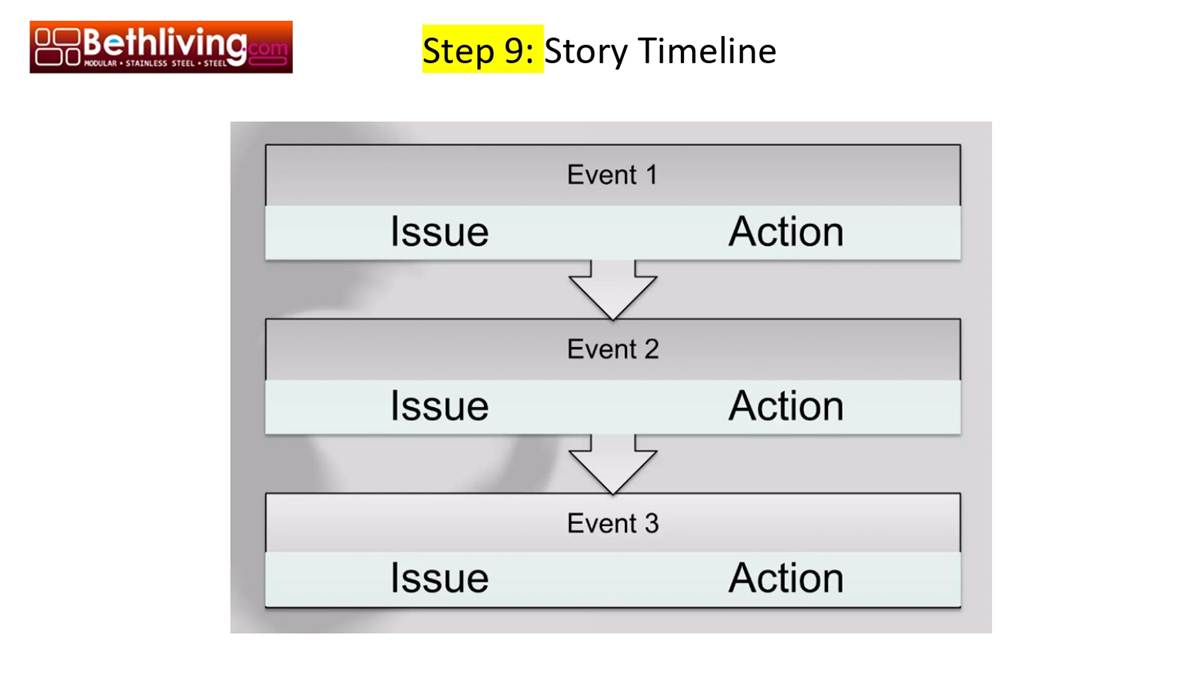 Bethliving.com
MODULAR • STAINLESS STEEL • STEEL
Step 9: Story Timeline
Event 1
Issue Action
Event 2
Issue Action
Event 3
Issue Action